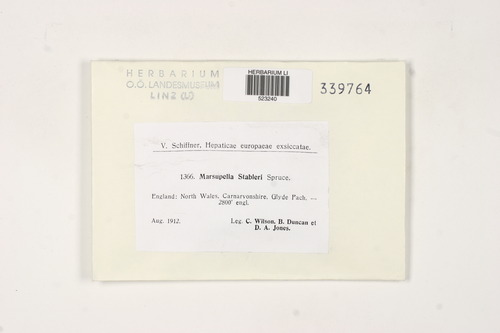 HERBARIUM
O.Ö. LANDESMUSEUM
LINZ
HERBARIUM LI
523240
339764
V. Schiffner, Hepaticae europaeae exsiccatae.
1366. Marsupella Stableri Spruce.
England: North Wales, Carnarvonshire, Glyde Fach. —
2800' engl.
Aug. 1912.
Leg. C. Wilson, B. Duncan et
D. A. Jones.